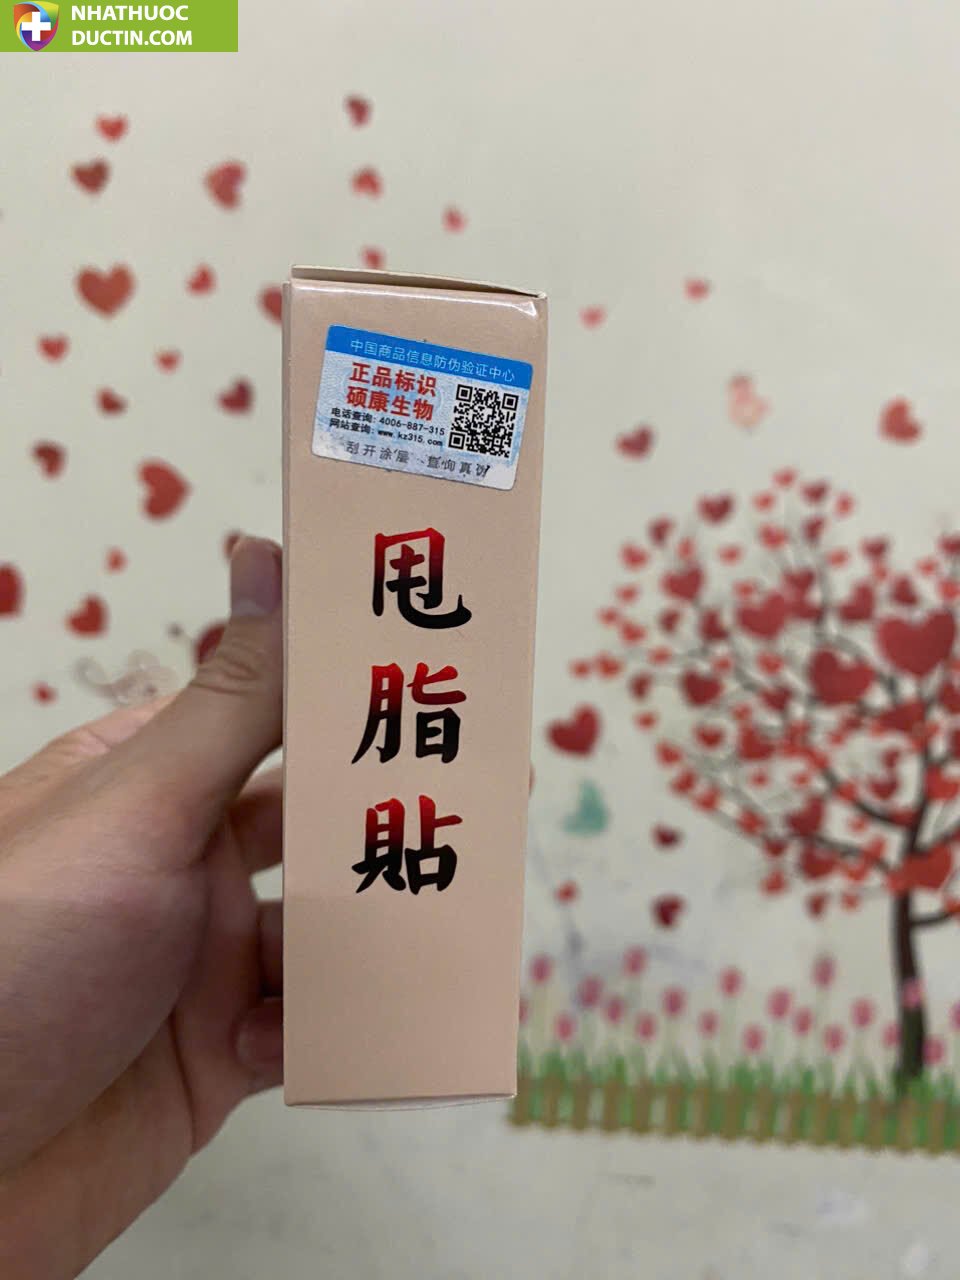 NHATHUOC
DUCTIN.COM
中国商品信息防伪验证中心
正品标识
硕康生物
电话查询：4006-887-315
网站查询：www.kz315.com
刮开涂层 查询真伪
甩
脂
貼